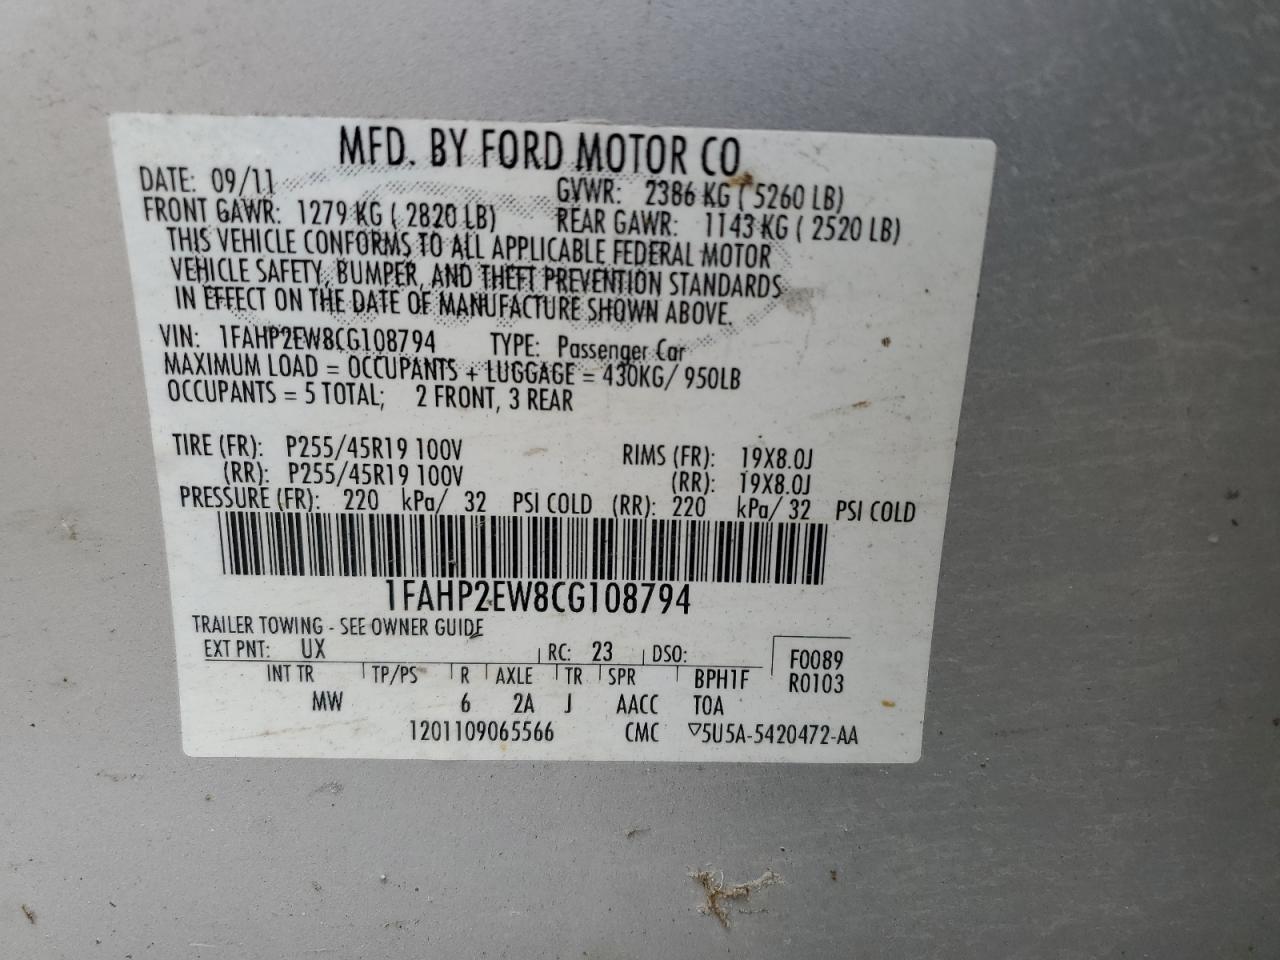 MFD. BY FORD MOTOR CO
DATE: 09/11 GVWR: 2386 KG ( 5260 LB)
FRONT GAWR: 1279 KG ( 2820 LB) REAR GAWR: 1143 KG ( 2520 LB)
THIS VEHICLE CONFORMS TO ALL APPLICABLE FEDERAL MOTOR
VEHICLE SAFETY, BUMPER, AND THEFT PREVENTION STANDARDS
IN EFFECT ON THE DATE OF MANUFACTURE SHOWN ABOVE.
VIN: 1FAHP2EW8CG108794 TYPE: Passenger Car
MAXIMUM LOAD = OCCUPANTS + LUGGAGE = 430KG/ 950LB
OCCUPANTS = 5 TOTAL; 2 FRONT, 3 REAR
TIRE (FR): P255/45R19 100V RIMS (FR): 19X8.0J
(RR): P255/45R19 100V (RR): 19X8.0J
PRESSURE (FR): 220 kPa/ 32 PSI COLD (RR): 220 kPa/ 32 PSI COLD
1FAHP2EW8CG108794
TRAILER TOWING - SEE OWNER GUIDE
EXT PNT: UX RC: 23 DSO: F0089
INT TR TP/PS R AXLE TR SPR BPH1F R0103
MW 6 2A J AACC TOA
1201109065566 CMC ▽5U5A-5420472-AA